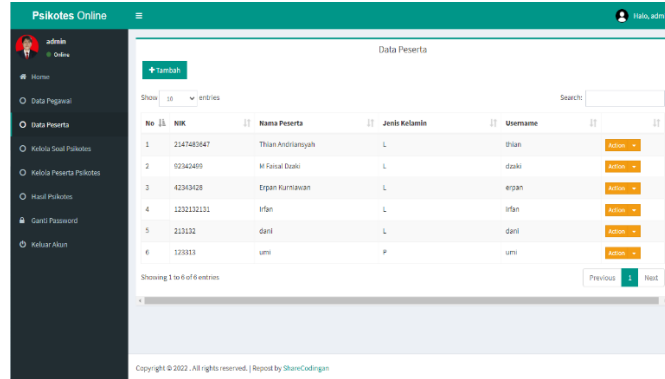 Psikotes Online
Halo, adm
admin
Online
Home
Data Pegawai
Data Peserta
Kelola Soal Psikotes
Kelola Peserta Psikotes
Hasil Psikotes
Ganti Password
Keluar Akun
Data Peserta
+Tambah
Show 10 entries
Search:
No NIK Nama Peserta Jenis Kelamin Username
1 2147483647 Thian Andriansyah L thian Action
2 92342499 M Faisal Dzaki L dzaki Action
3 42343428 Erpan Kurniawan L erpan Action
4 1232132131 Irfan L irfan Action
5 213132 dani L dani Action
6 123313 umi P umi Action
Showing 1 to 6 of 6 entries
Previous 1 Next
Copyright © 2022 . All rights reserved. | Repost by ShareCodingan